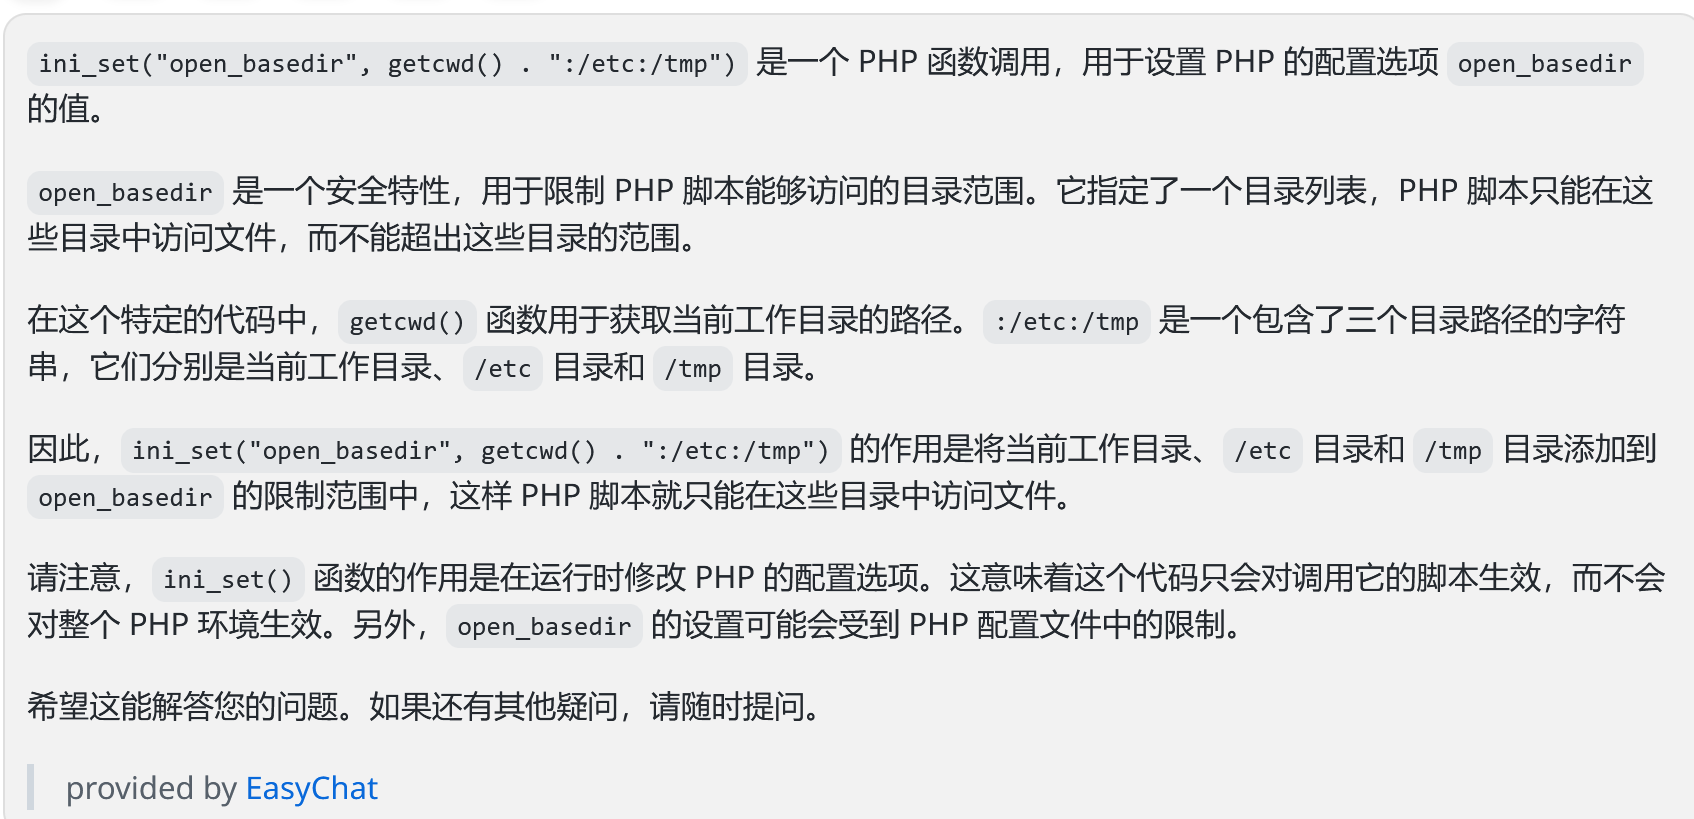 ini_set("open_basedir", getcwd() . ":/etc:/tmp") 是一个 PHP 函数调用，用于设置 PHP 的配置选项 open_basedir
的值。
open_basedir 是一个安全特性，用于限制 PHP 脚本能够访问的目录范围。它指定了一个目录列表，PHP 脚本只能在这
些目录中访问文件，而不能超出这些目录的范围。
在这个特定的代码中， getcwd() 函数用于获取当前工作目录的路径。 :/etc:/tmp 是一个包含了三个目录路径的字符
串，它们分别是当前工作目录、 /etc 目录和 /tmp 目录。
因此， ini_set("open_basedir", getcwd() . ":/etc:/tmp") 的作用是将当前工作目录、 /etc 目录和 /tmp 目录添加到
open_basedir 的限制范围中，这样 PHP 脚本就只能在这些目录中访问文件。
请注意， ini_set() 函数的作用是在运行时修改 PHP 的配置选项。这意味着这个代码只会对调用它的脚本生效，而不会
对整个 PHP 环境生效。另外， open_basedir 的设置可能会受到 PHP 配置文件中的限制。
希望这能解答您的问题。如果还有其他疑问，请随时提问。
provided by EasyChat